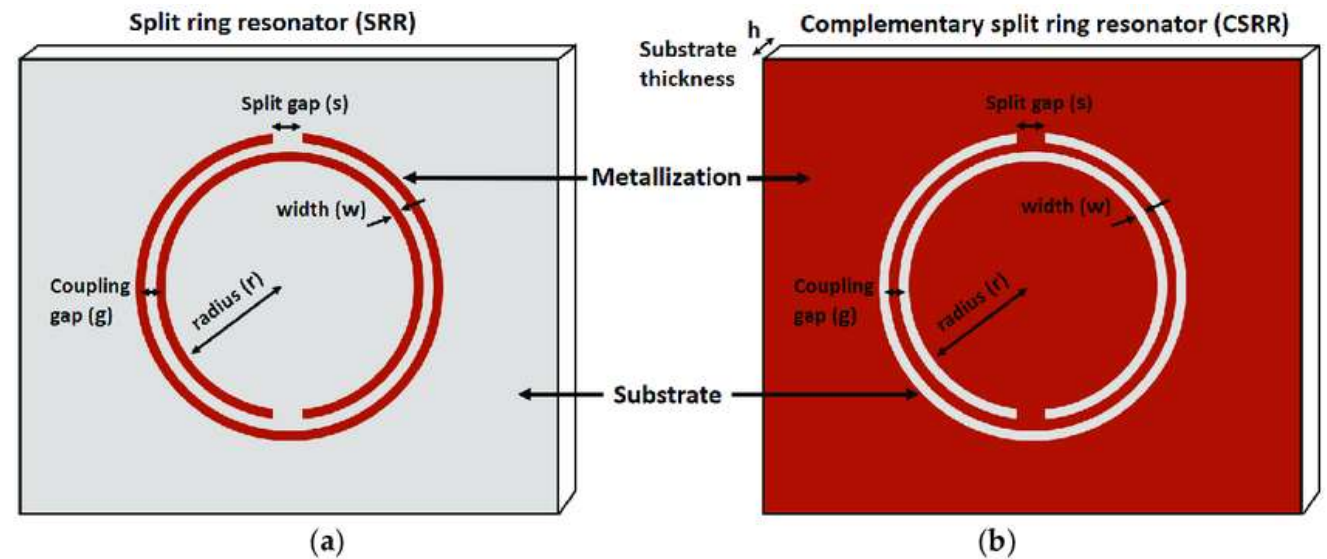 Split ring resonator (SRR)
Complementary split ring resonator (CSRR)
h
Substrate
thickness
Split gap (s)
Split gap (s)
Metallization
width (w)
width (w)
Coupling
gap (g)
radius (r)
Coupling
gap (g)
radius (r)
Substrate
(a)
(b)